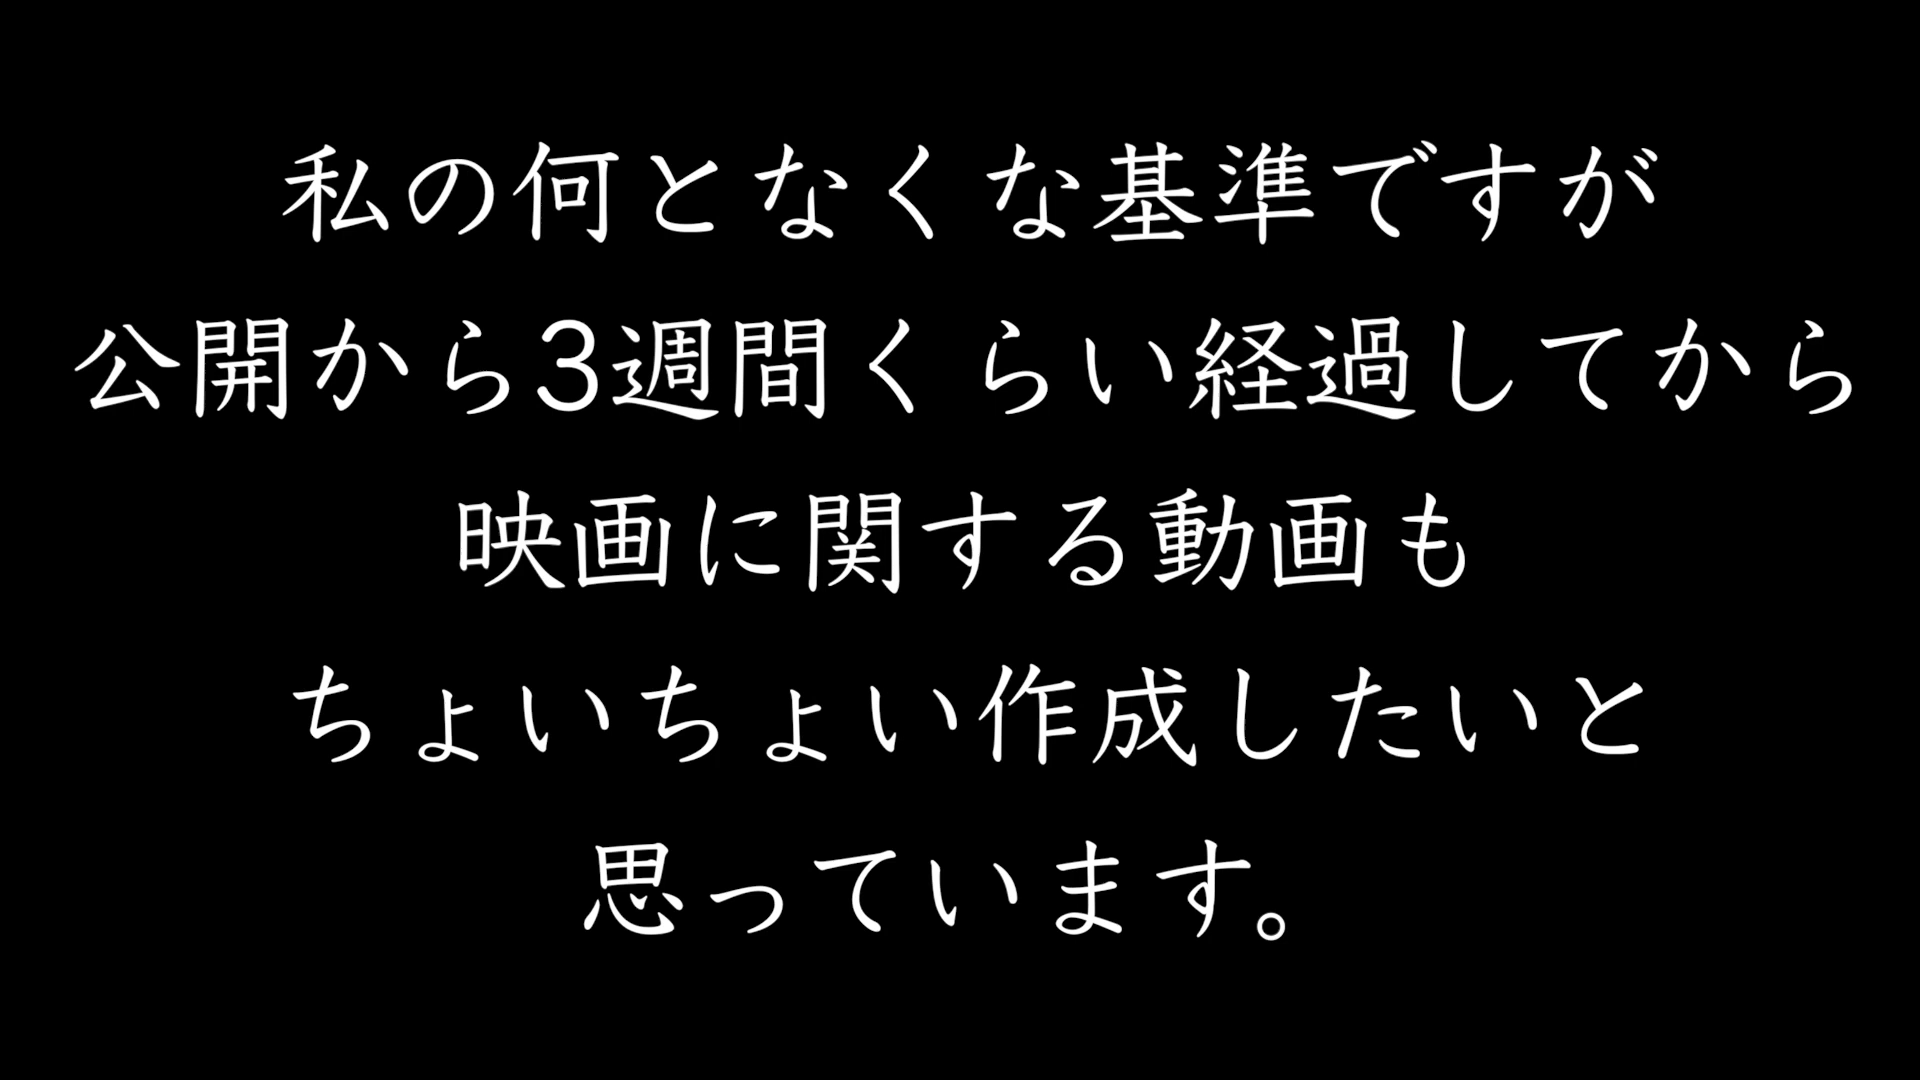 私の何となくな基準ですが
公開から3週間くらい経過してから
映画に関する動画も
ちょいちょい作成したいと
思っています。